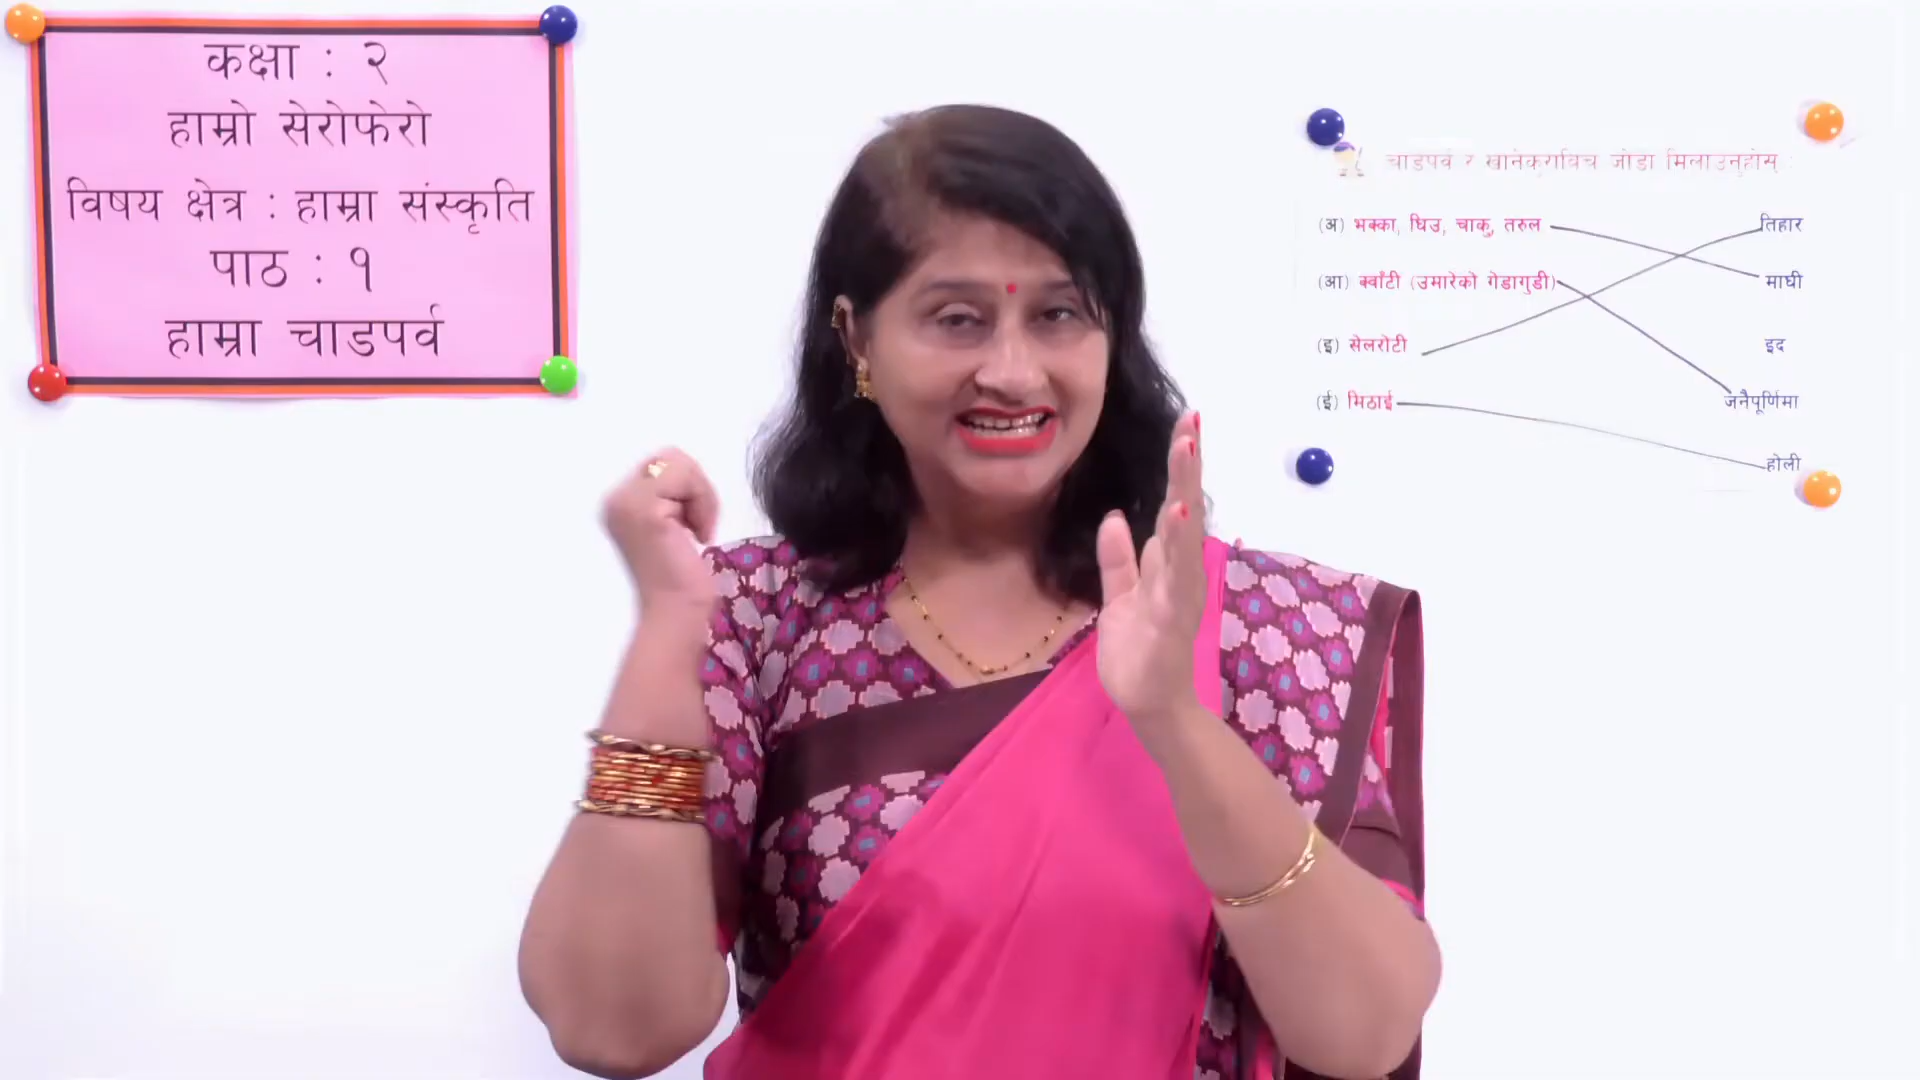 कक्षा : २
हाम्रो सेरोफेरो
विषय क्षेत्र : हाम्रा संस्कृति
पाठ : १
हाम्रा चाडपर्व
चाडपर्व र खानेकुराबिच जोडा मिलाउनुहोस् :
(अ) भक्का, घिउ, चाकु, तरुल तिहार
(आ) क्वाँटी (उमारेको गेडागुडी) माघी
(इ) सेलरोटी इद
(ई) मिठाई जनैपूर्णिमा
होली